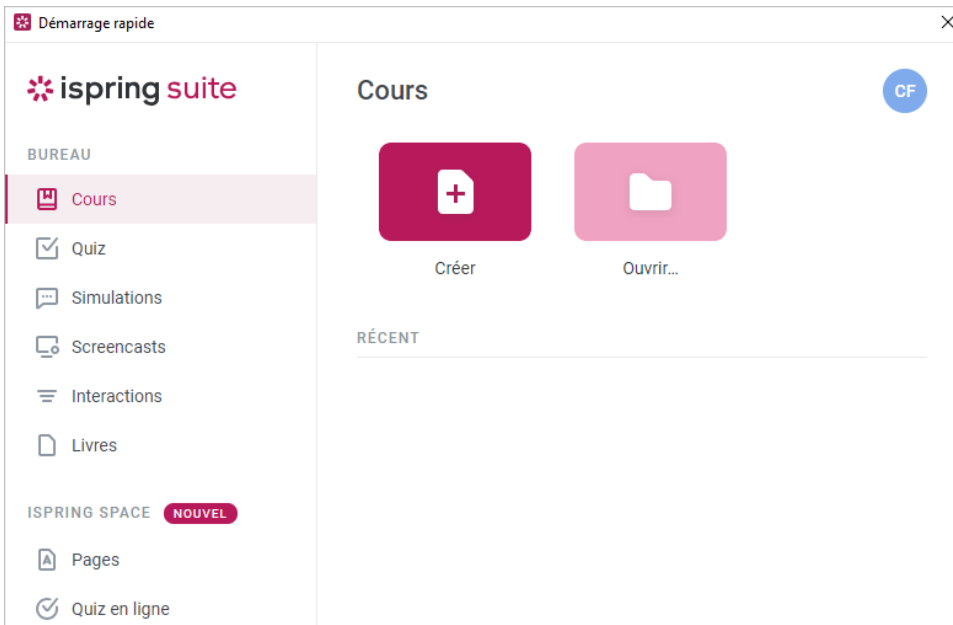 Démarrage rapide
ispring suite
BUREAU
Cours
Quiz
Simulations
Screencasts
Interactions
Livres
ISPRING SPACE NOUVEL
Pages
Quiz en ligne
Cours
CF
Créer
Ouvrir...
RÉCENT